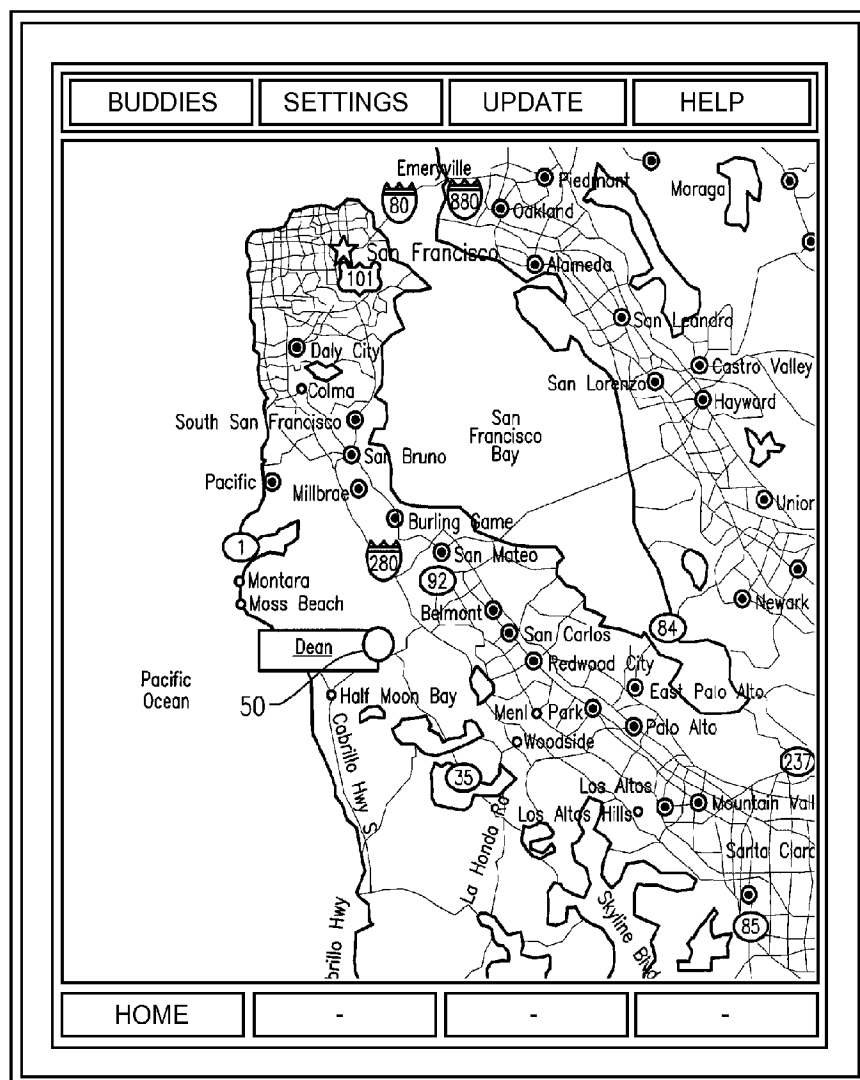 BUDDIES
SETTINGS
UPDATE
HELP
Emeryville
Piedmont
Moraga
80
880
Oakland
San Francisco
101
Alameda
San Leandro
Daly City
Castro Valley
San Lorenzo
Colma
Hayward
South San Francisco
San
Francisco
Bay
San Bruno
Pacific
Millbrae
Union
Burling Game
1
280
San Mateo
92
Montara
Moss Beach
Newark
Belmont
84
San Carlos
Dean
Redwood City
Pacific
Ocean
50
Half Moon Bay
East Palo Alto
Menl Park
Palo Alto
Woodside
Cabrillo Hwy S
35
237
Los Altos
Mountain Vall
Los Altos Hills
La Honda Rd
Santa Clara
Skyline Blvd
brillo Hwy
85
HOME
-
-
-